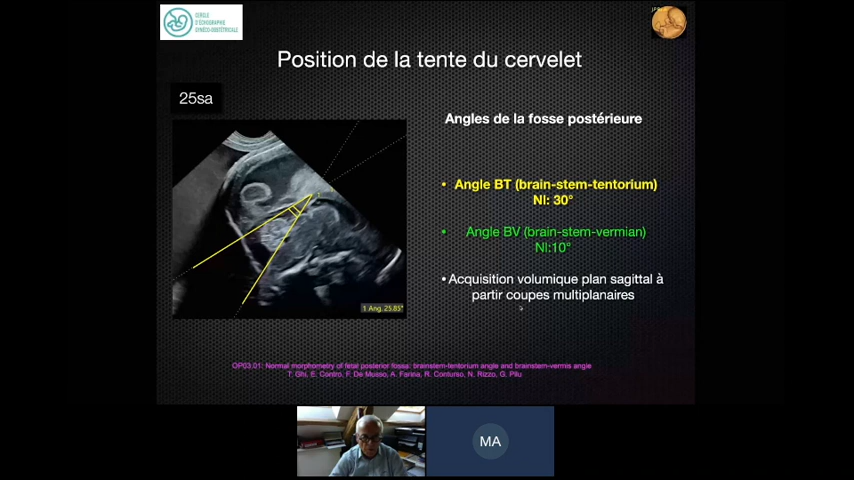 CERCLE
D'ÉCHOGRAPHIE
GYNÉCO-OBSTÉTRICALE
Position de la tente du cervelet
25sa
Angles de la fosse postérieure
• Angle BT (brain-stem-tentorium)
Nl: 30°
• Angle BV (brain-stem-vermian)
Nl:10°
• Acquisition volumique plan sagittal à
partir coupes multiplanaires
1 Ang. 25.85°
OP03.01: Normal morphometry of fetal posterior fossa: brainstem-tentorium angle and brainstem-vermis angle
T. Ghi, E. Contro, F. De Musso, A. Farina, R. Conturso, N. Rizzo, G. Pilu
MA